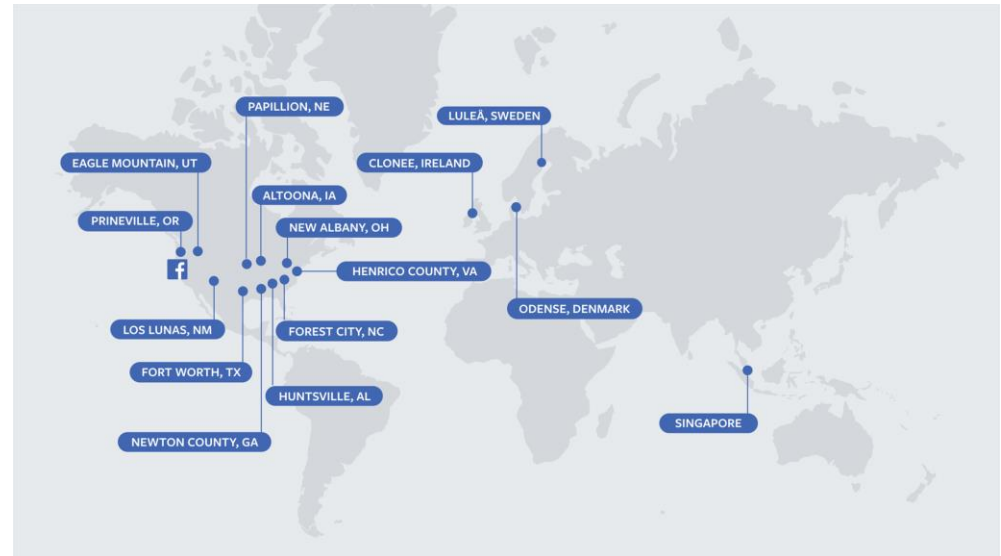 PAPILLION, NE
LULEÅ, SWEDEN
EAGLE MOUNTAIN, UT
CLONEE, IRELAND
ALTOONA, IA
PRINEVILLE, OR
NEW ALBANY, OH
HENRICO COUNTY, VA
ODENSE, DENMARK
LOS LUNAS, NM
FOREST CITY, NC
FORT WORTH, TX
HUNTSVILLE, AL
SINGAPORE
NEWTON COUNTY, GA